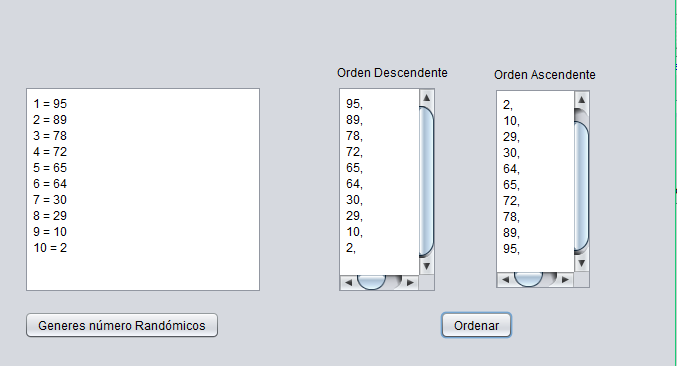 Orden Descendente
Orden Ascendente
1 = 95
2 = 89
3 = 78
4 = 72
5 = 65
6 = 64
7 = 30
8 = 29
9 = 10
10 = 2
95,
89,
78,
72,
65,
64,
30,
29,
10,
2,
2,
10,
29,
30,
64,
65,
72,
78,
89,
95,
Generes número Randómicos
Ordenar